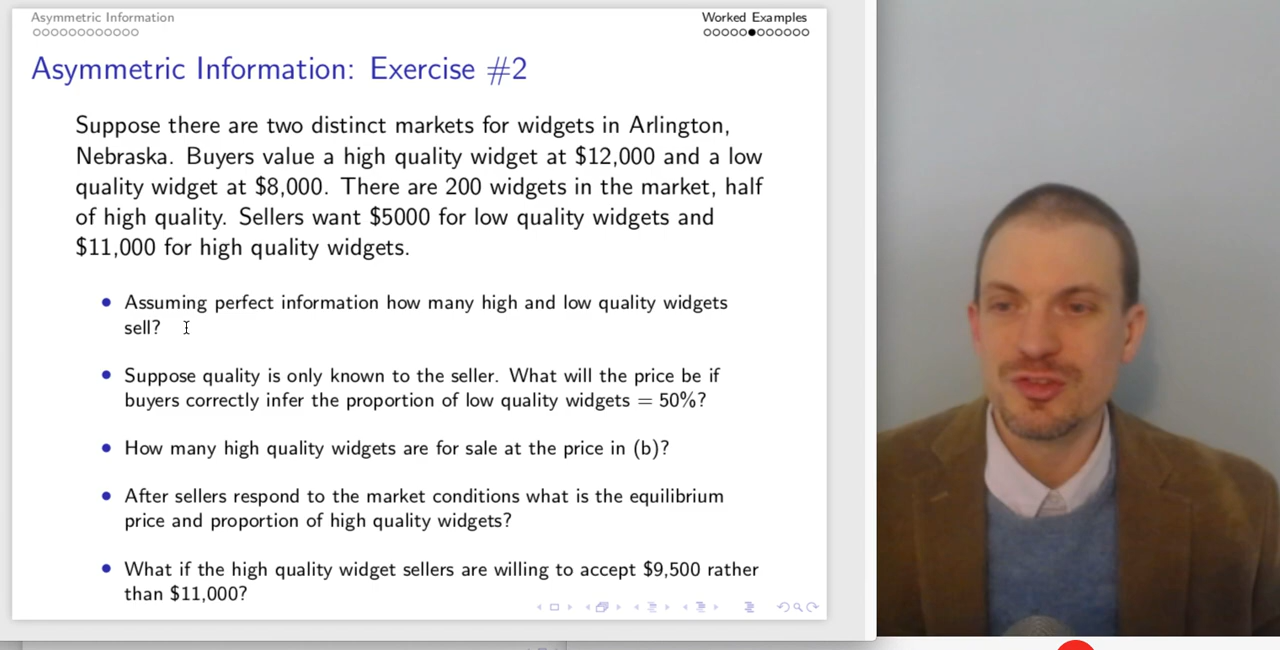 Asymmetric Information
Worked Examples
Asymmetric Information: Exercise #2
Suppose there are two distinct markets for widgets in Arlington,
Nebraska. Buyers value a high quality widget at $12,000 and a low
quality widget at $8,000. There are 200 widgets in the market, half
of high quality. Sellers want $5000 for low quality widgets and
$11,000 for high quality widgets.
Assuming perfect information how many high and low quality widgets
sell?
Suppose quality is only known to the seller. What will the price be if
buyers correctly infer the proportion of low quality widgets = 50%?
How many high quality widgets are for sale at the price in (b)?
After sellers respond to the market conditions what is the equilibrium
price and proportion of high quality widgets?
What if the high quality widget sellers are willing to accept $9,500 rather
than $11,000?